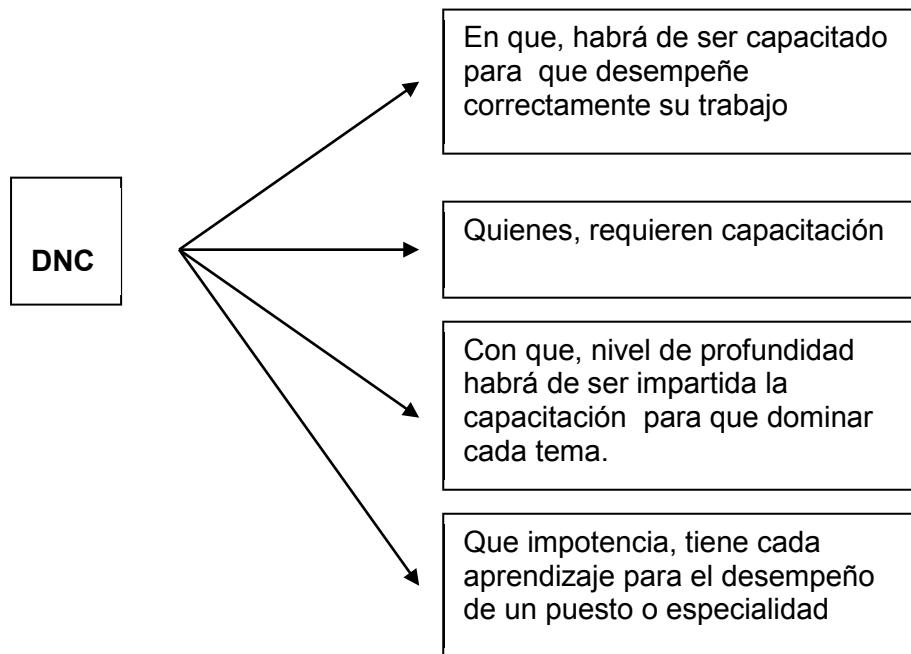 En que, habrá de ser capacitado
para que desempeñe
correctamente su trabajo
DNC
Quienes, requieren capacitación
Con que, nivel de profundidad
habrá de ser impartida la
capacitación para que dominar
cada tema.
Que impotencia, tiene cada
aprendizaje para el desempeño
de un puesto o especialidad